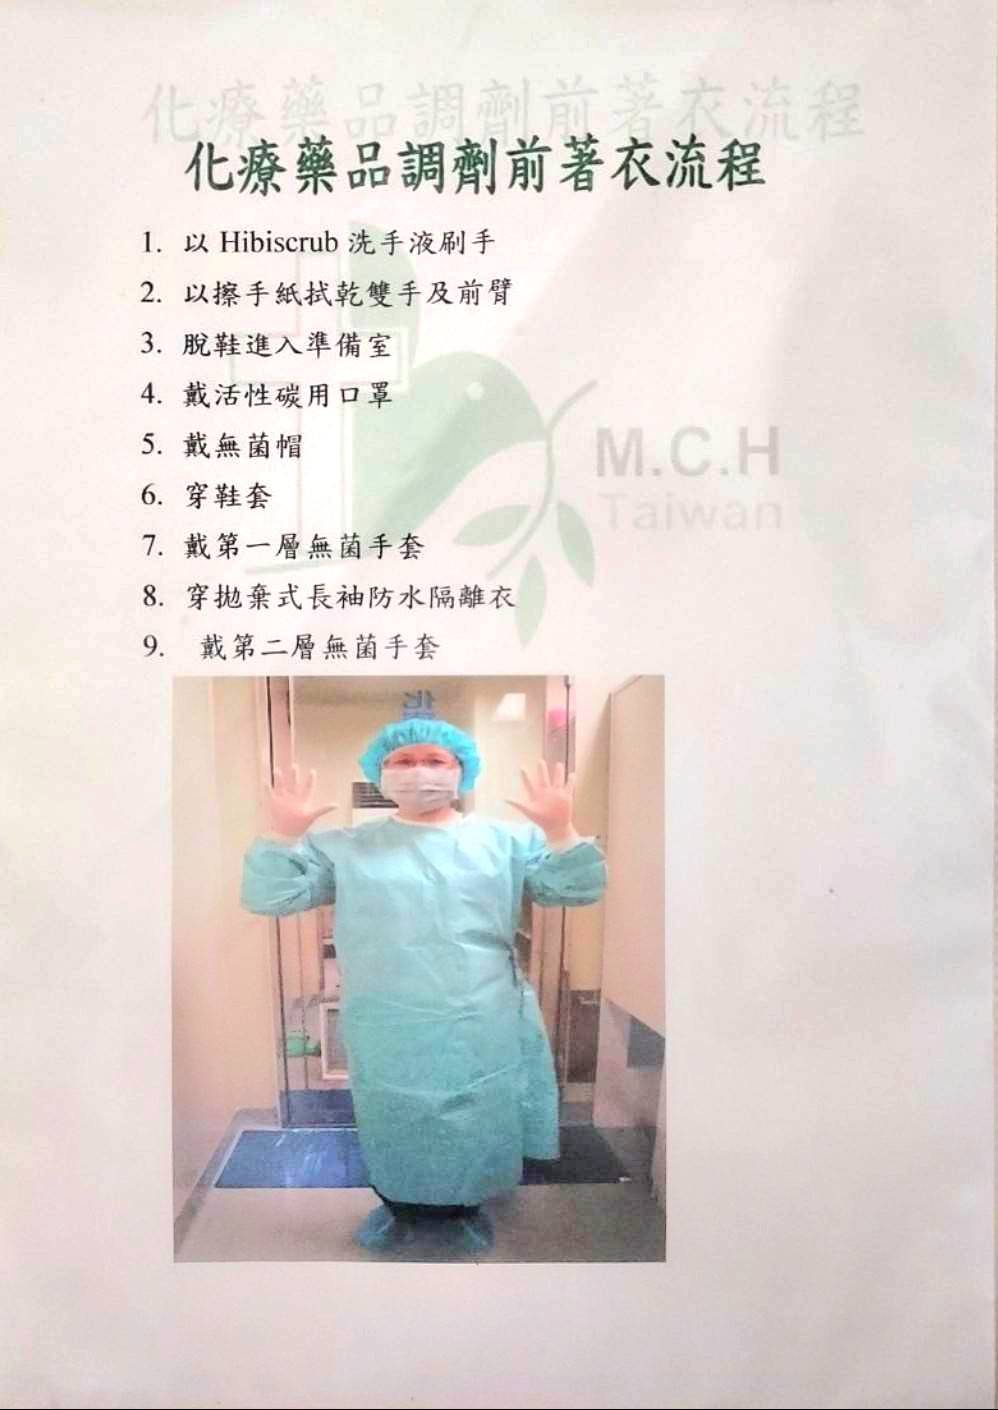 化療藥品調劑前著衣流程
化療藥品調劑前著衣流程
1. 以 Hibiscrub 洗手液刷手
2. 以擦手紙拭乾雙手及前臂
3. 脫鞋進入準備室
4. 戴活性碳用口罩
5. 戴無菌帽
6. 穿鞋套
7. 戴第一層無菌手套
8. 穿拋棄式長袖防水隔離衣
9. 戴第二層無菌手套
M.C.H
Taiwan